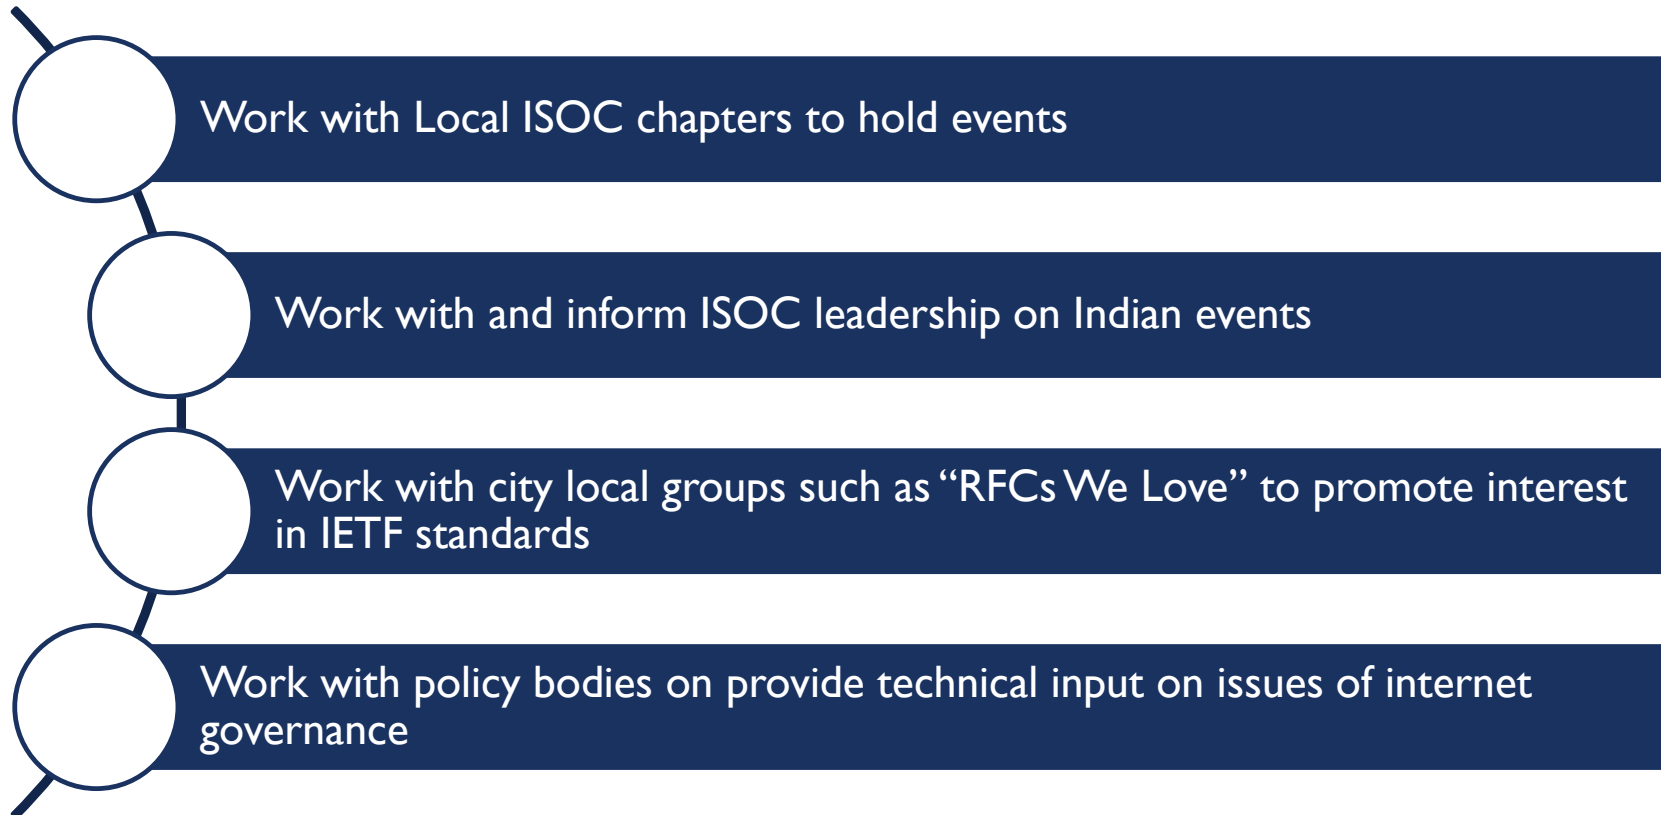 Work with Local ISOC chapters to hold events
Work with and inform ISOC leadership on Indian events
Work with city local groups such as “RFCs We Love” to promote interest
in IETF standards
Work with policy bodies on provide technical input on issues of internet
governance